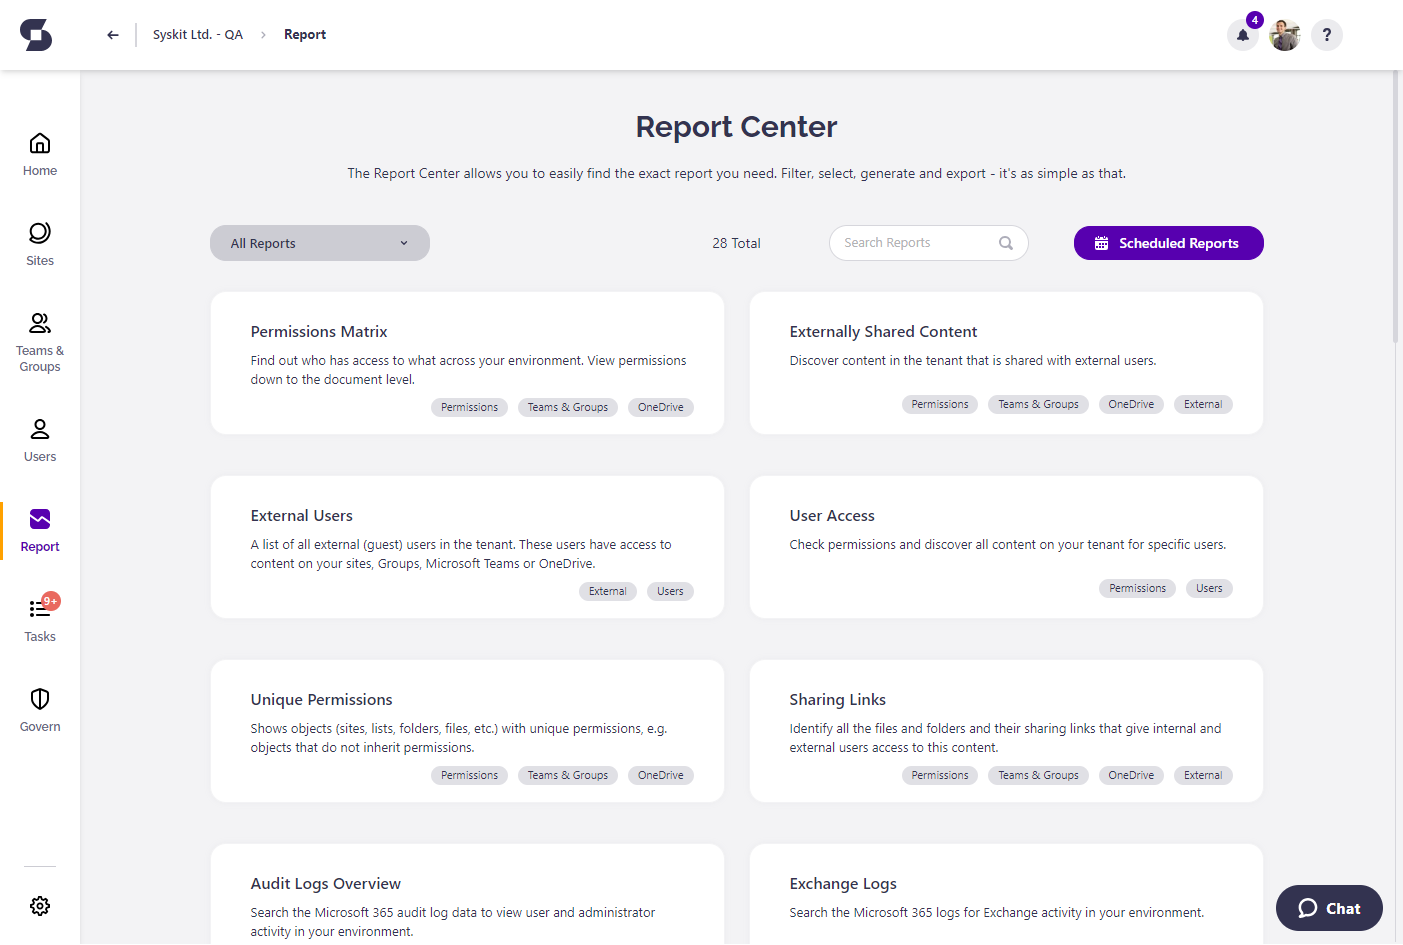 Syskit Ltd. - QA
Report
4
?
Home
Sites
Teams &
Groups
Users
Report
9+
Tasks
Govern
Report Center
The Report Center allows you to easily find the exact report you need. Filter, select, generate and export - it's as simple as that.
All Reports
28 Total
Search Reports
Scheduled Reports
Permissions Matrix
Find out who has access to what across your environment. View permissions
down to the document level.
Permissions
Teams & Groups
OneDrive
Externally Shared Content
Discover content in the tenant that is shared with external users.
Permissions
Teams & Groups
OneDrive
External
External Users
A list of all external (guest) users in the tenant. These users have access to
content on your sites, Groups, Microsoft Teams or OneDrive.
External
Users
User Access
Check permissions and discover all content on your tenant for specific users.
Permissions
Users
Unique Permissions
Shows objects (sites, lists, folders, files, etc.) with unique permissions, e.g.
objects that do not inherit permissions.
Permissions
Teams & Groups
OneDrive
Sharing Links
Identify all the files and folders and their sharing links that give internal and
external users access to this content.
Permissions
Teams & Groups
OneDrive
External
Audit Logs Overview
Search the Microsoft 365 audit log data to view user and administrator
activity in your environment.
Exchange Logs
Search the Microsoft 365 logs for Exchange activity in your environment.
Chat